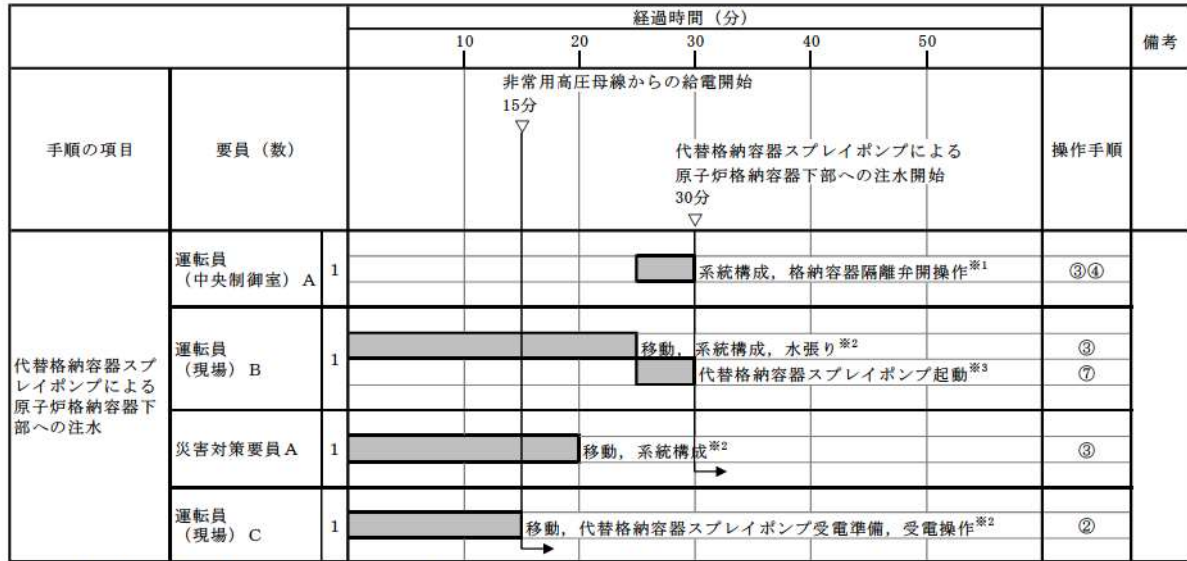 経過時間（分）
備考
10 20 30 40 50
手順の項目
要員（数）
非常用高圧母線からの給電開始
15分
▽
代替格納容器スプレイポンプによる
原子炉格納容器下部への注水開始
30分
▽
操作手順
代替格納容器スプ
レイポンプによる
原子炉格納容器下
部への注水
運転員
（中央制御室）A
1
系統構成，格納容器隔離弁開操作※1
③④
運転員
（現場）B
1
移動，系統構成，水張り※2
③
代替格納容器スプレイポンプ起動※3
⑦
災害対策要員A
1
移動，系統構成※2
③
運転員
（現場）C
1
移動，代替格納容器スプレイポンプ受電準備，受電操作※2
②